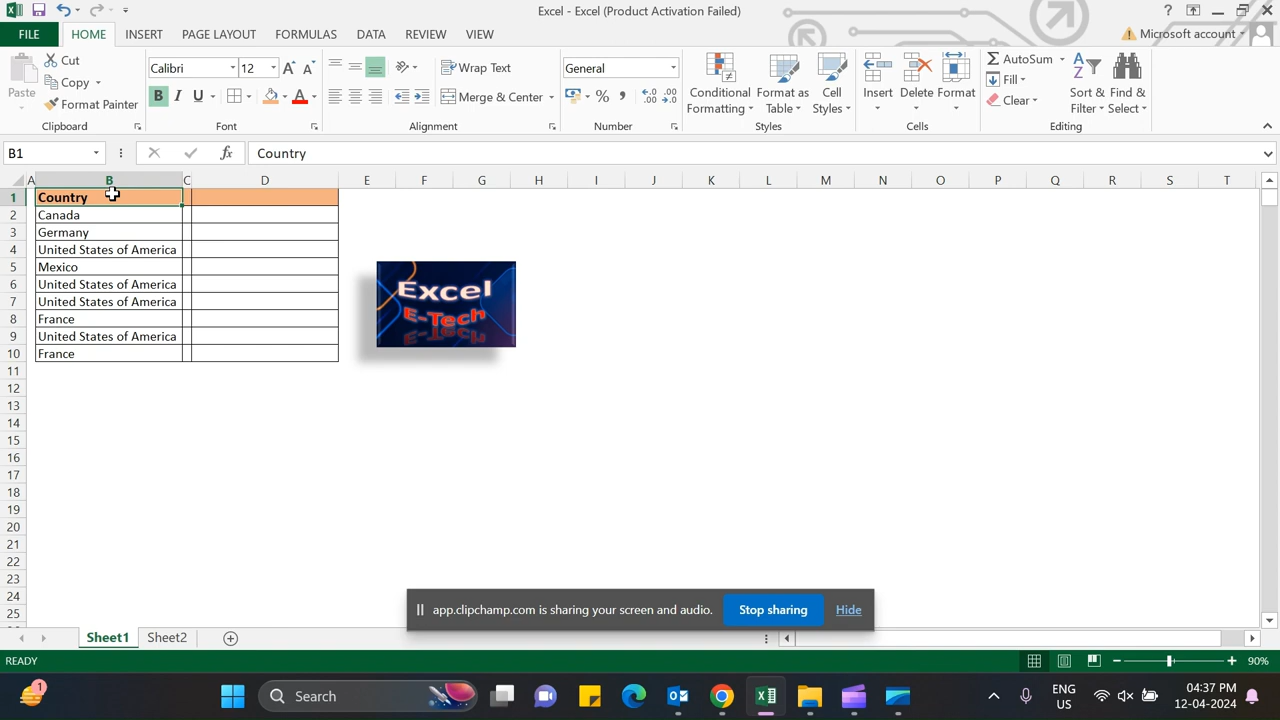 Excel - Excel (Product Activation Failed)
?
FILE HOME INSERT PAGE LAYOUT FORMULAS DATA REVIEW VIEW
Microsoft account
Paste
Cut
Copy
Format Painter
Clipboard
Calibri 12
B I U A
Font
Wrap Text
Merge & Center
Alignment
General
%
Number
Conditional Formatting
Format as Table
Cell Styles
Styles
Insert
Delete
Format
Cells
AutoSum
Fill
Clear
Sort & Filter
Find & Select
Editing
B1 fx Country
A B C D E F G H I J K L M N O P Q R S T
1 Country
2 Canada
3 Germany
4 United States of America
5 Mexico
6 United States of America
7 United States of America
8 France
9 United States of America
10 France
11
12
13
14
15
16
17
18
19
20
21
22
23
24
25
Excel
E-Tech
app.clipchamp.com is sharing your screen and audio. Stop sharing Hide
Sheet1 Sheet2
READY 90%
1 Search ENG US 04:37 PM 12-04-2024